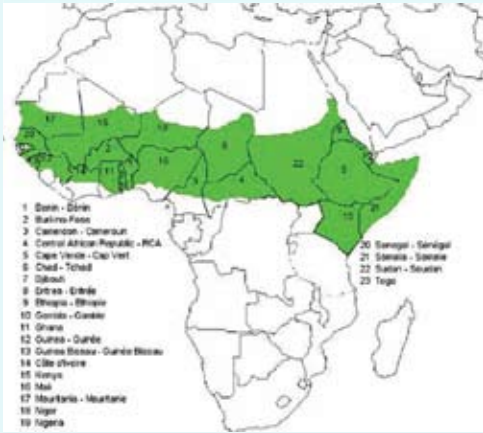 1 Benin - Bénin
2 Burkina Faso
3 Cameroon - Cameroun
4 Central African Republic - RCA
5 Cape Verde - Cap Vert
6 Chad - Tchad
7 Djibouti
8 Eritrea - Eritrée
9 Ethiopia - Ethiopie
10 Gambia - Gambie
11 Ghana
12 Guinea - Guinée
13 Guinea Bissau - Guinée Bissau
14 Côte d'Ivoire
15 Kenya
16 Mali
17 Mauritania - Mauritanie
18 Niger
19 Nigeria
20 Senegal - Sénégal
21 Somalia - Somalie
22 Sudan - Soudan
23 Togo